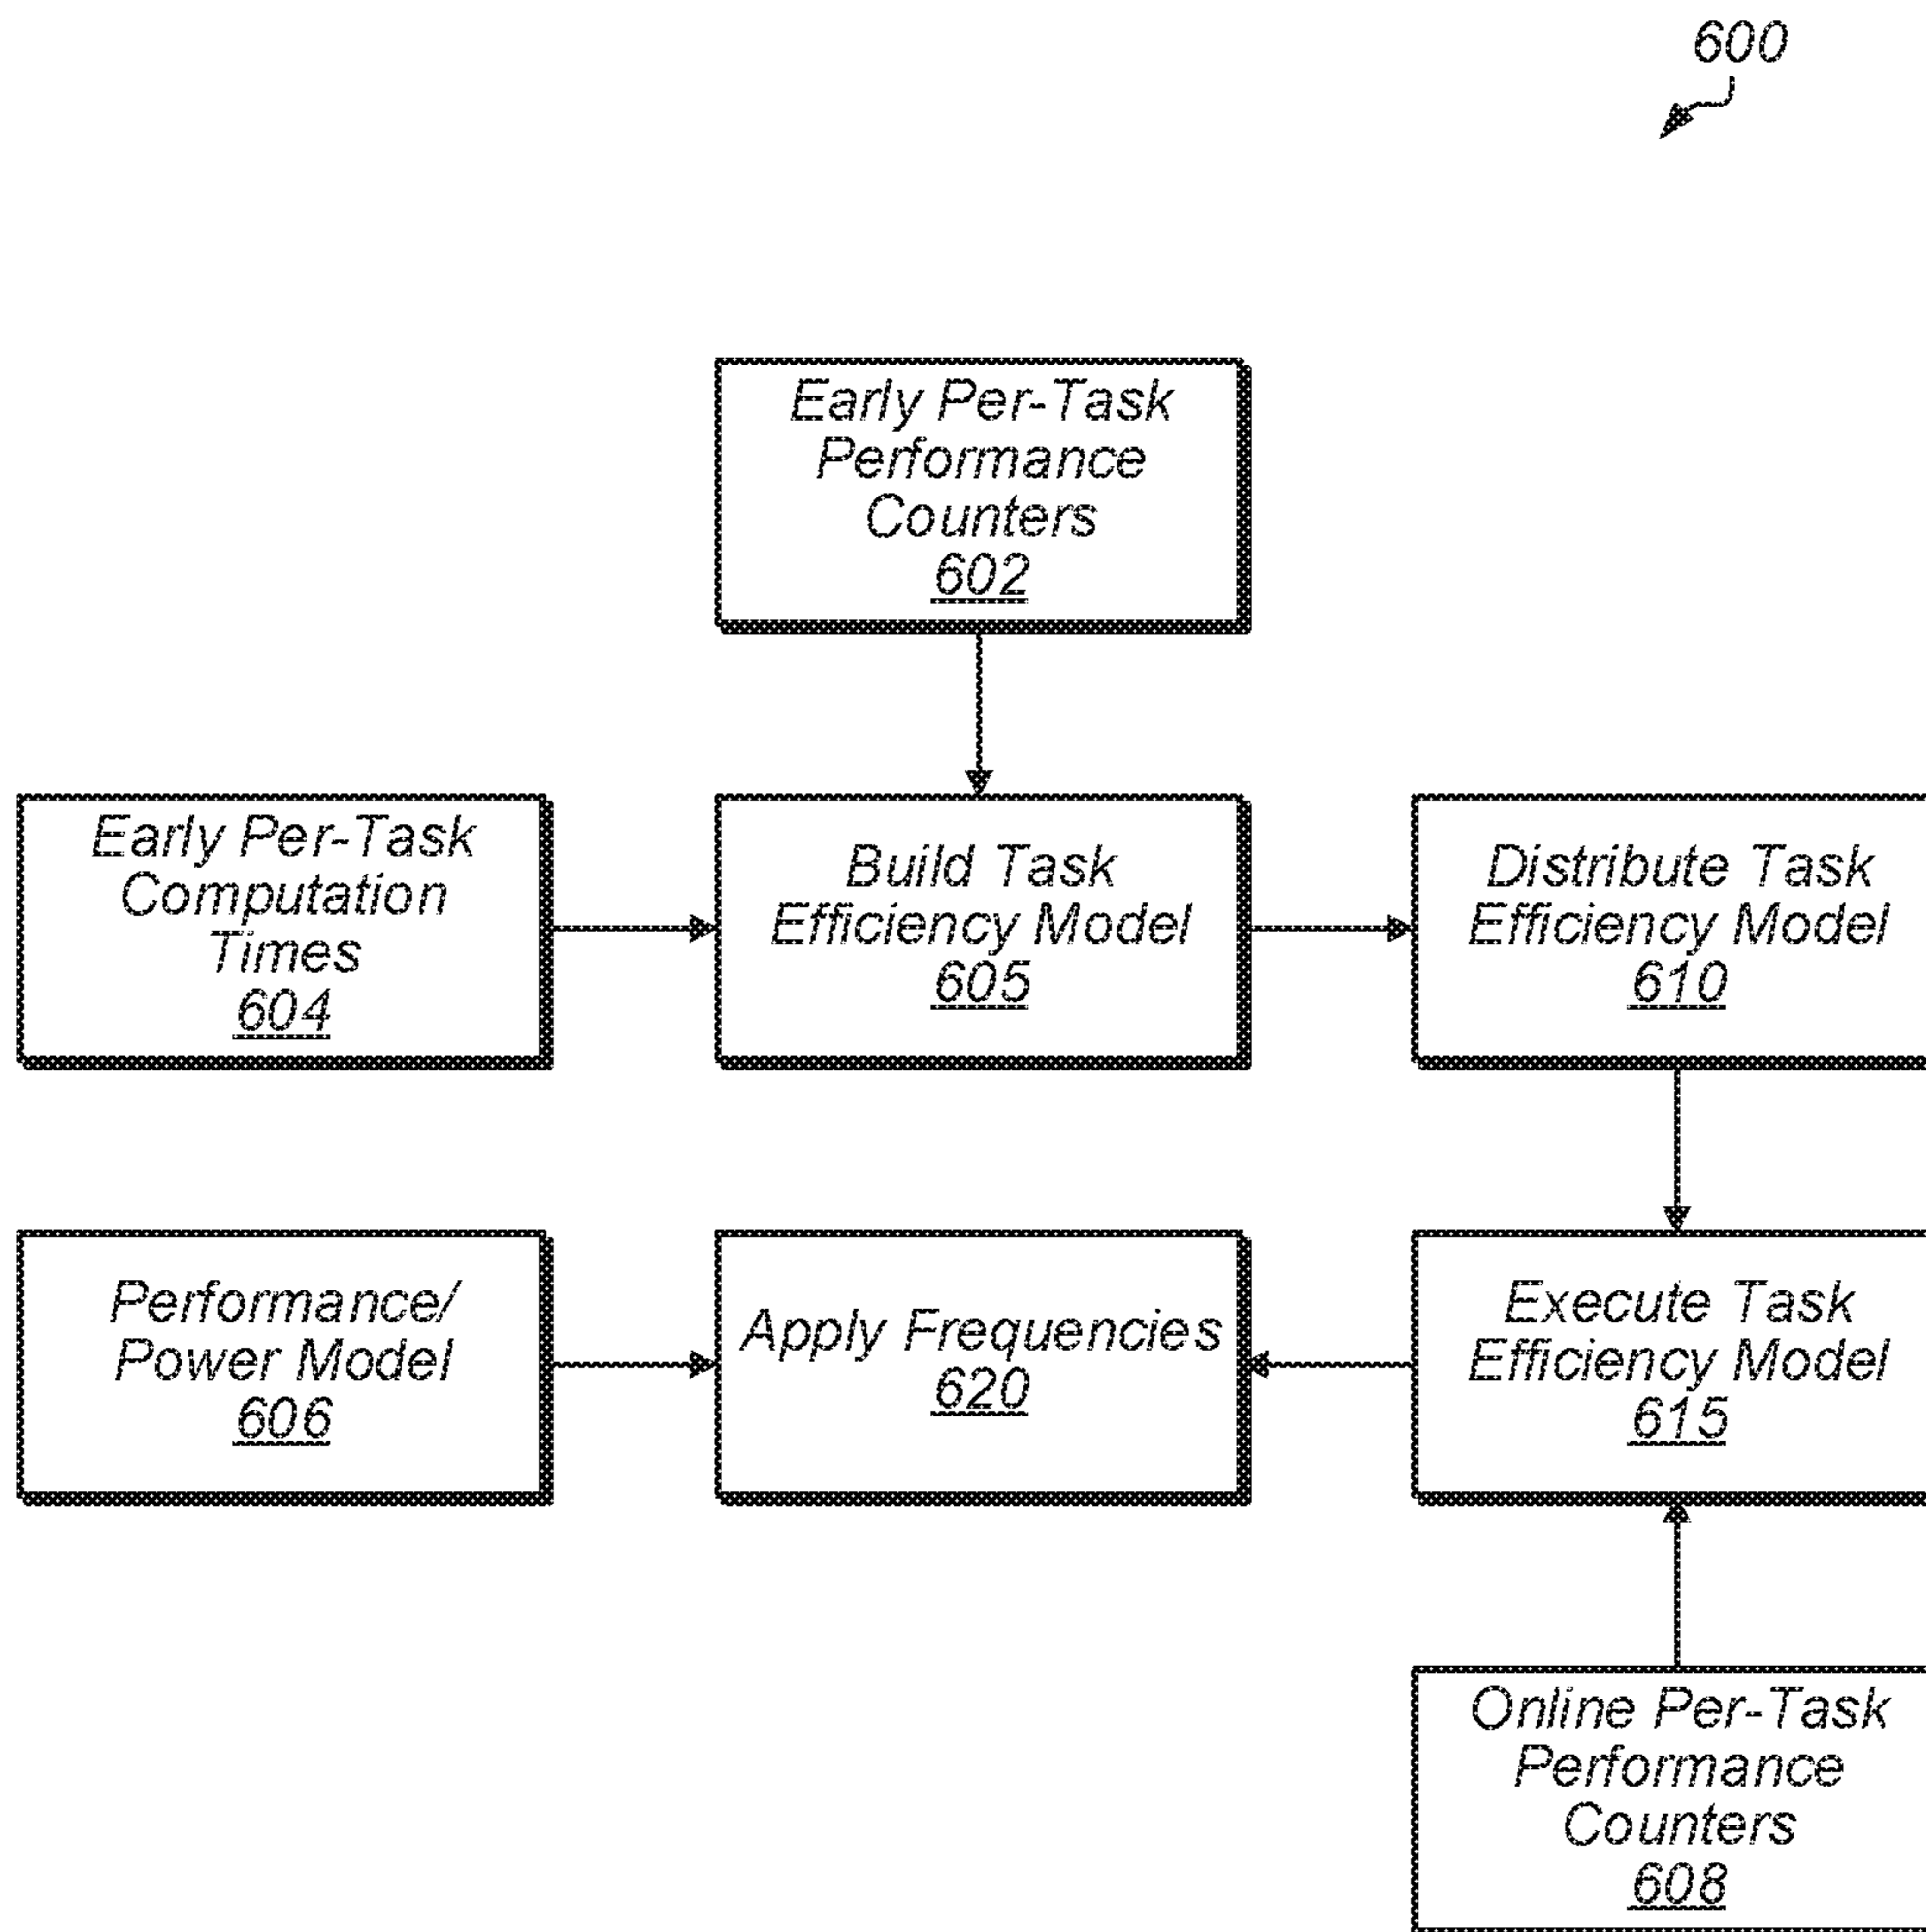 600
Early Per-Task
Performance
Counters
602
Early Per-Task
Computation
Times
604
Build Task
Efficiency Model
605
Distribute Task
Efficiency Model
610
Performance/
Power Model
606
Apply Frequencies
620
Execute Task
Efficiency Model
615
Online Per-Task
Performance
Counters
608